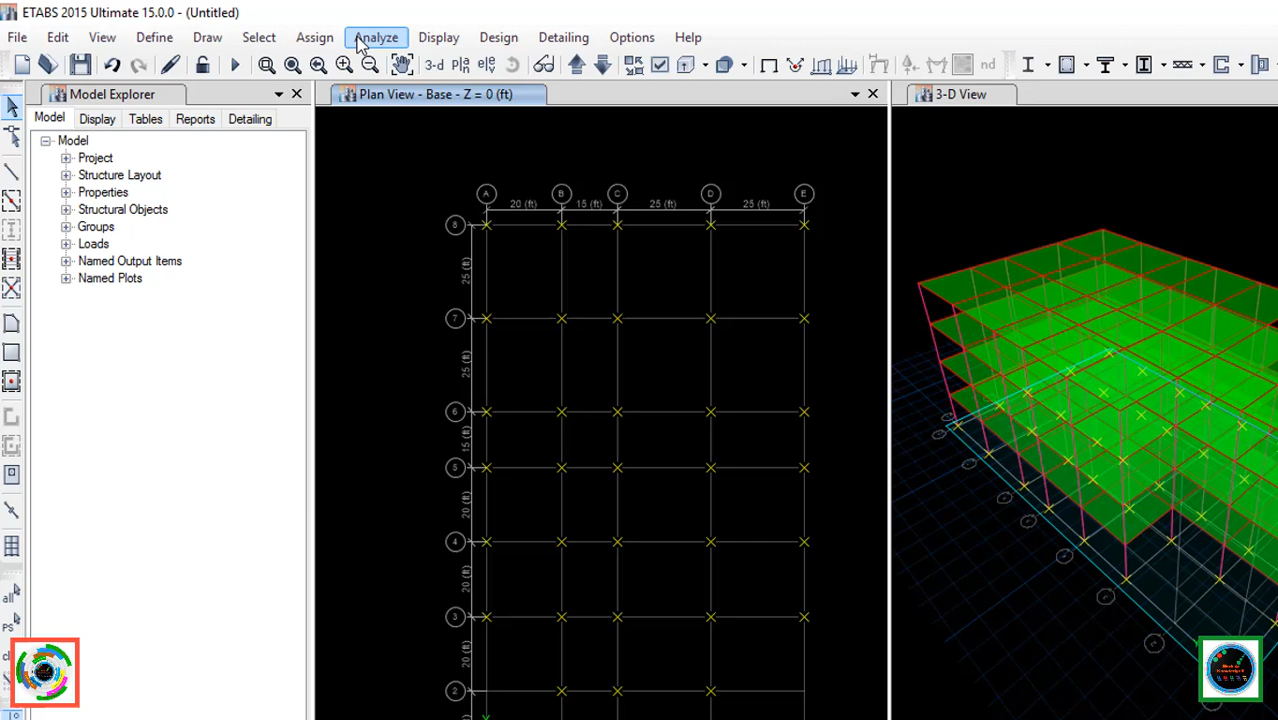 ETABS 2015 Ultimate 15.0.0 - (Untitled)
File Edit View Define Draw Select Assign Analyze Display Design Detailing Options Help
3-d nd
Model Explorer
Plan View - Base - Z = 0 (ft)
3-D View
Model Display Tables Reports Detailing
Model
Project
Structure Layout
Properties
Structural Objects
Groups
Loads
Named Output Items
Named Plots
A B C D E
20 (ft) 15 (ft) 25 (ft) 25 (ft)
8
25 (ft)
7
25 (ft)
6
15 (ft)
5
20 (ft)
4
20 (ft)
3
20 (ft)
2
all
PS